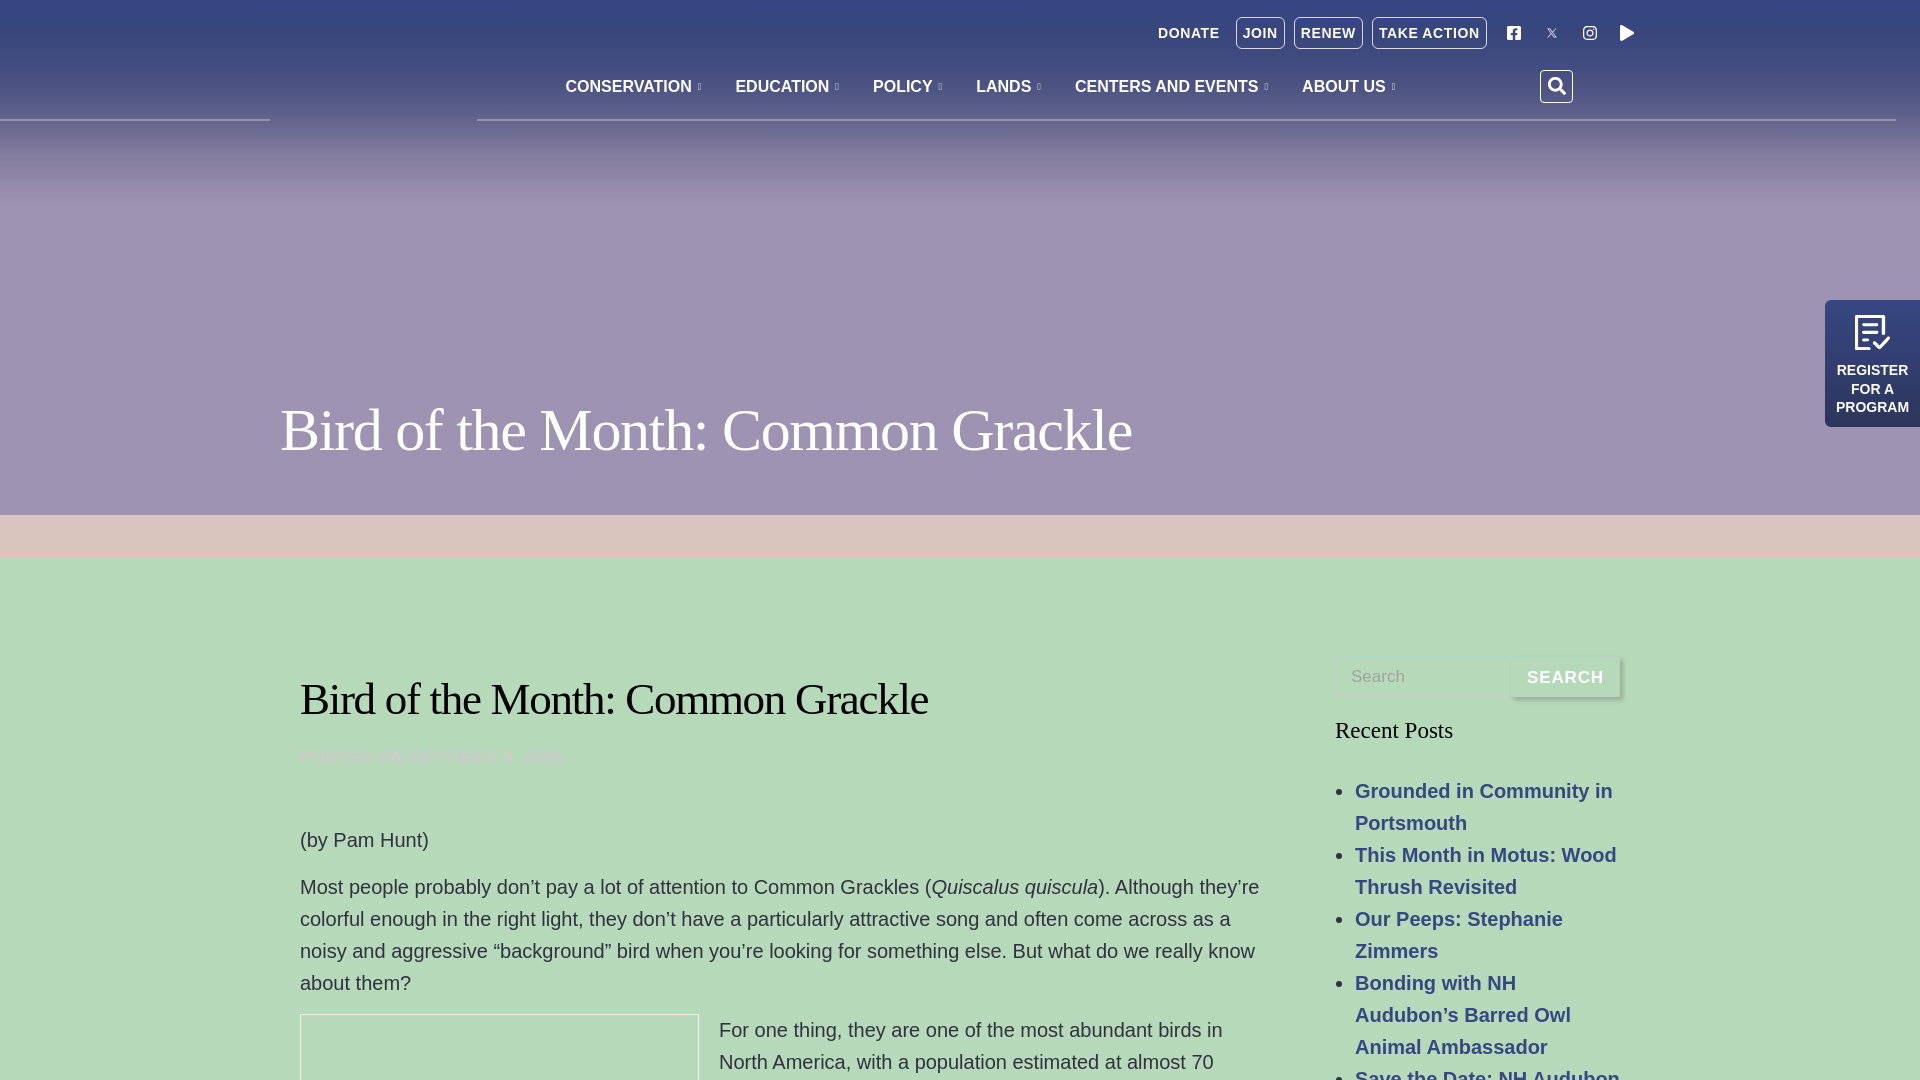 DONATE JOIN RENEW TAKE ACTION
CONSERVATION EDUCATION POLICY LANDS CENTERS AND EVENTS ABOUT US
Bird of the Month: Common Grackle
REGISTER
FOR A
PROGRAM
Bird of the Month: Common Grackle
POSTED ON
(by Pam Hunt)
Most people probably don’t pay a lot of attention to Common Grackles (Quiscalus quiscula). Although they’re
colorful enough in the right light, they don’t have a particularly attractive song and often come across as a
noisy and aggressive “background” bird when you’re looking for something else. But what do we really know
about them?
For one thing, they are one of the most abundant birds in
North America, with a population estimated at almost 70
Search SEARCH
Recent Posts
Grounded in Community in
Portsmouth
This Month in Motus: Wood
Thrush Revisited
Our Peeps: Stephanie
Zimmers
Bonding with NH
Audubon’s Barred Owl
Animal Ambassador
Save the Date: NH Audubon